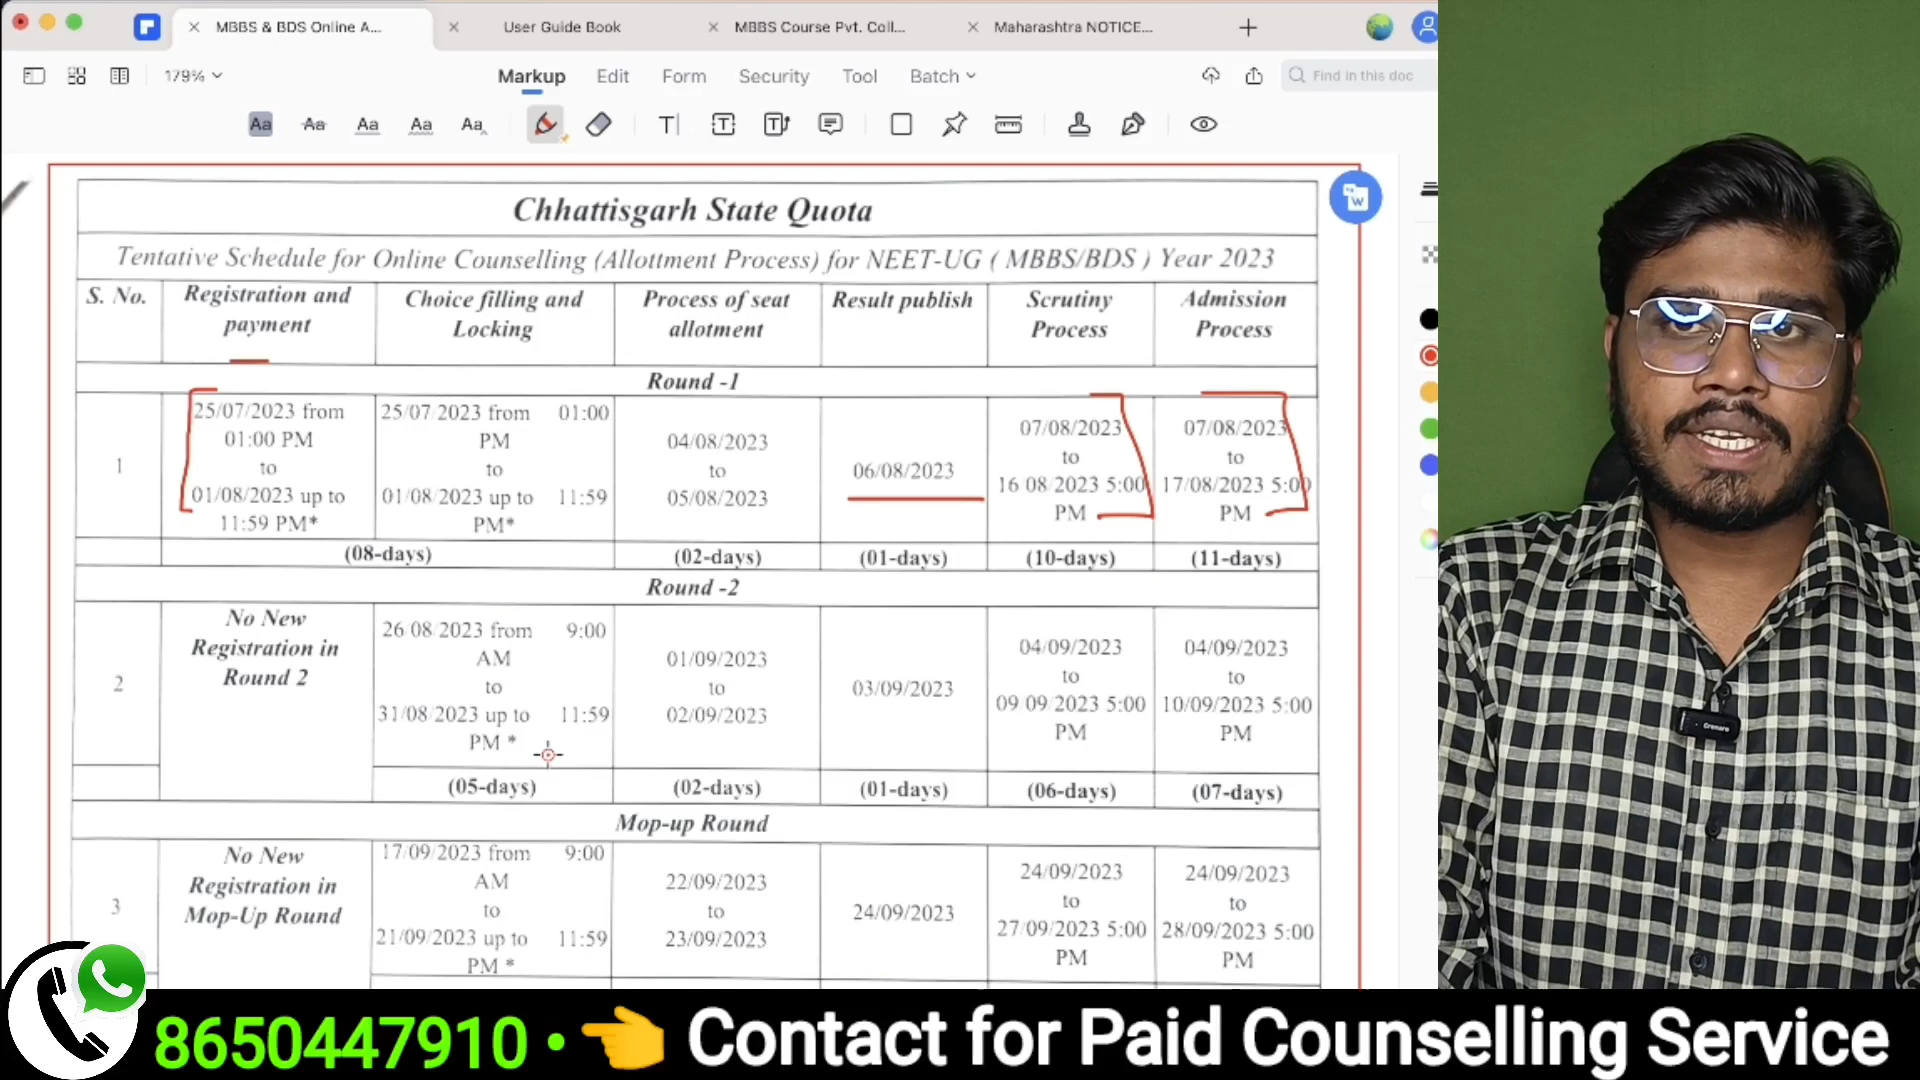 MBBS & BDS Online A...
User Guide Book
MBBS Course Pvt. Coll...
Maharashtra NOTICE...
179%
Markup Edit Form Security Tool Batch
Find in this doc
Aa Aa Aa Aa Aa
Chhattisgarh State Quota
Tentative Schedule for Online Counselling (Allottment Process) for NEET-UG ( MBBS/BDS ) Year 2023
S. No.
Registration and
payment
Choice filling and
Locking
Process of seat
allotment
Result publish
Scrutiny
Process
Admission
Process
Round -1
1
25/07/2023 from
01:00 PM
to
01/08/2023 up to
11:59 PM*
25/07/2023 from 01:00
PM
to
01/08/2023 up to 11:59
PM*
04/08/2023
to
05/08/2023
06/08/2023
07/08/2023
to
16 08/2023 5:00
PM
07/08/2023
to
17/08/2023 5:00
PM
(08-days)
(02-days)
(01-days)
(10-days)
(11-days)
Round -2
2
No New
Registration in
Round 2
26 08/2023 from 9:00
AM
to
31/08/2023 up to 11:59
PM *
01/09/2023
to
02/09/2023
03/09/2023
04/09/2023
to
09 09/2023 5:00
PM
04/09/2023
to
10/09/2023 5:00
PM
(05-days)
(02-days)
(01-days)
(06-days)
(07-days)
Mop-up Round
3
No New
Registration in
Mop-Up Round
17/09/2023 from 9:00
AM
to
21/09/2023 up to 11:59
PM *
22/09/2023
to
23/09/2023
24/09/2023
24/09/2023
to
27/09/2023 5:00
PM
24/09/2023
to
28/09/2023 5:00
PM
8650447910 • Contact for Paid Counselling Service